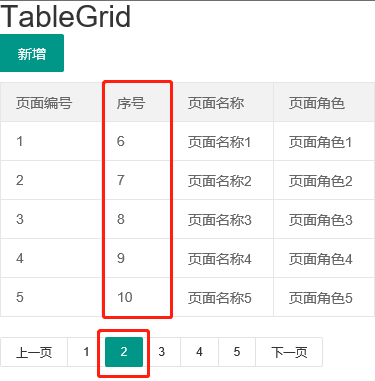 TableGrid
新增
页面编号 序号 页面名称 页面角色
1 6 页面名称1 页面角色1
2 7 页面名称2 页面角色2
3 8 页面名称3 页面角色3
4 9 页面名称4 页面角色4
5 10 页面名称5 页面角色5
上一页 1 2 3 4 5 下一页